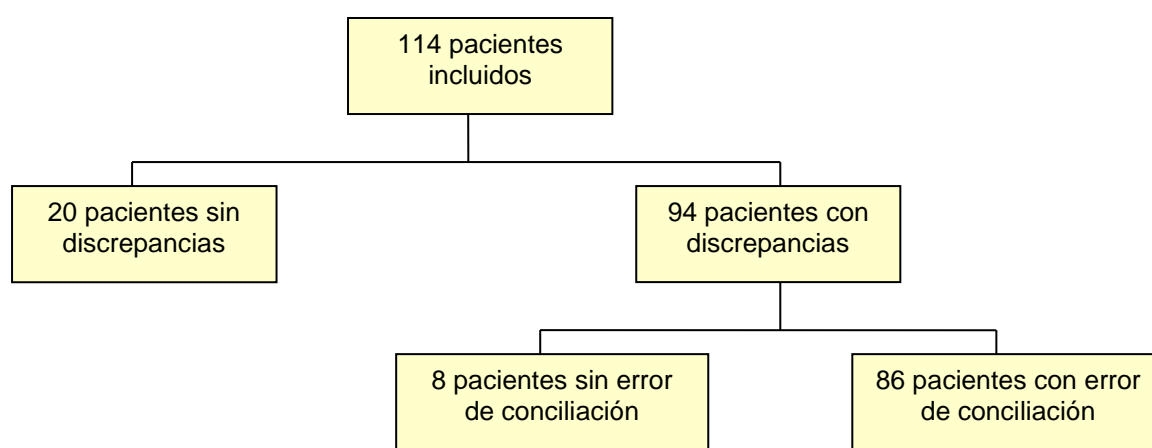 114 pacientes
incluidos
20 pacientes sin
discrepancias
94 pacientes con
discrepancias
8 pacientes sin error
de conciliación
86 pacientes con error
de conciliación